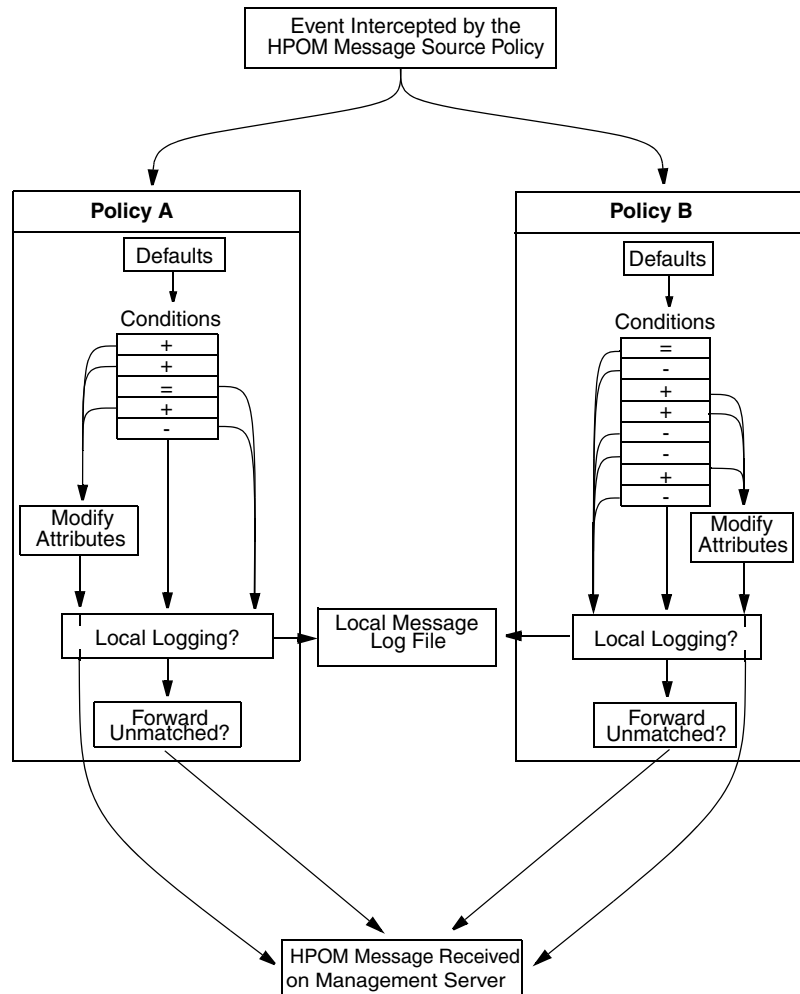 Event Intercepted by the
HPOM Message Source Policy
Policy A
Defaults
Conditions
+
+
=
+
-
Modify
Attributes
Local Logging?
Forward
Unmatched?
Local Message
Log File
Policy B
Defaults
Conditions
=
-
+
+
-
-
+
-
Modify
Attributes
Local Logging?
Forward
Unmatched?
HPOM Message Received
on Management Server